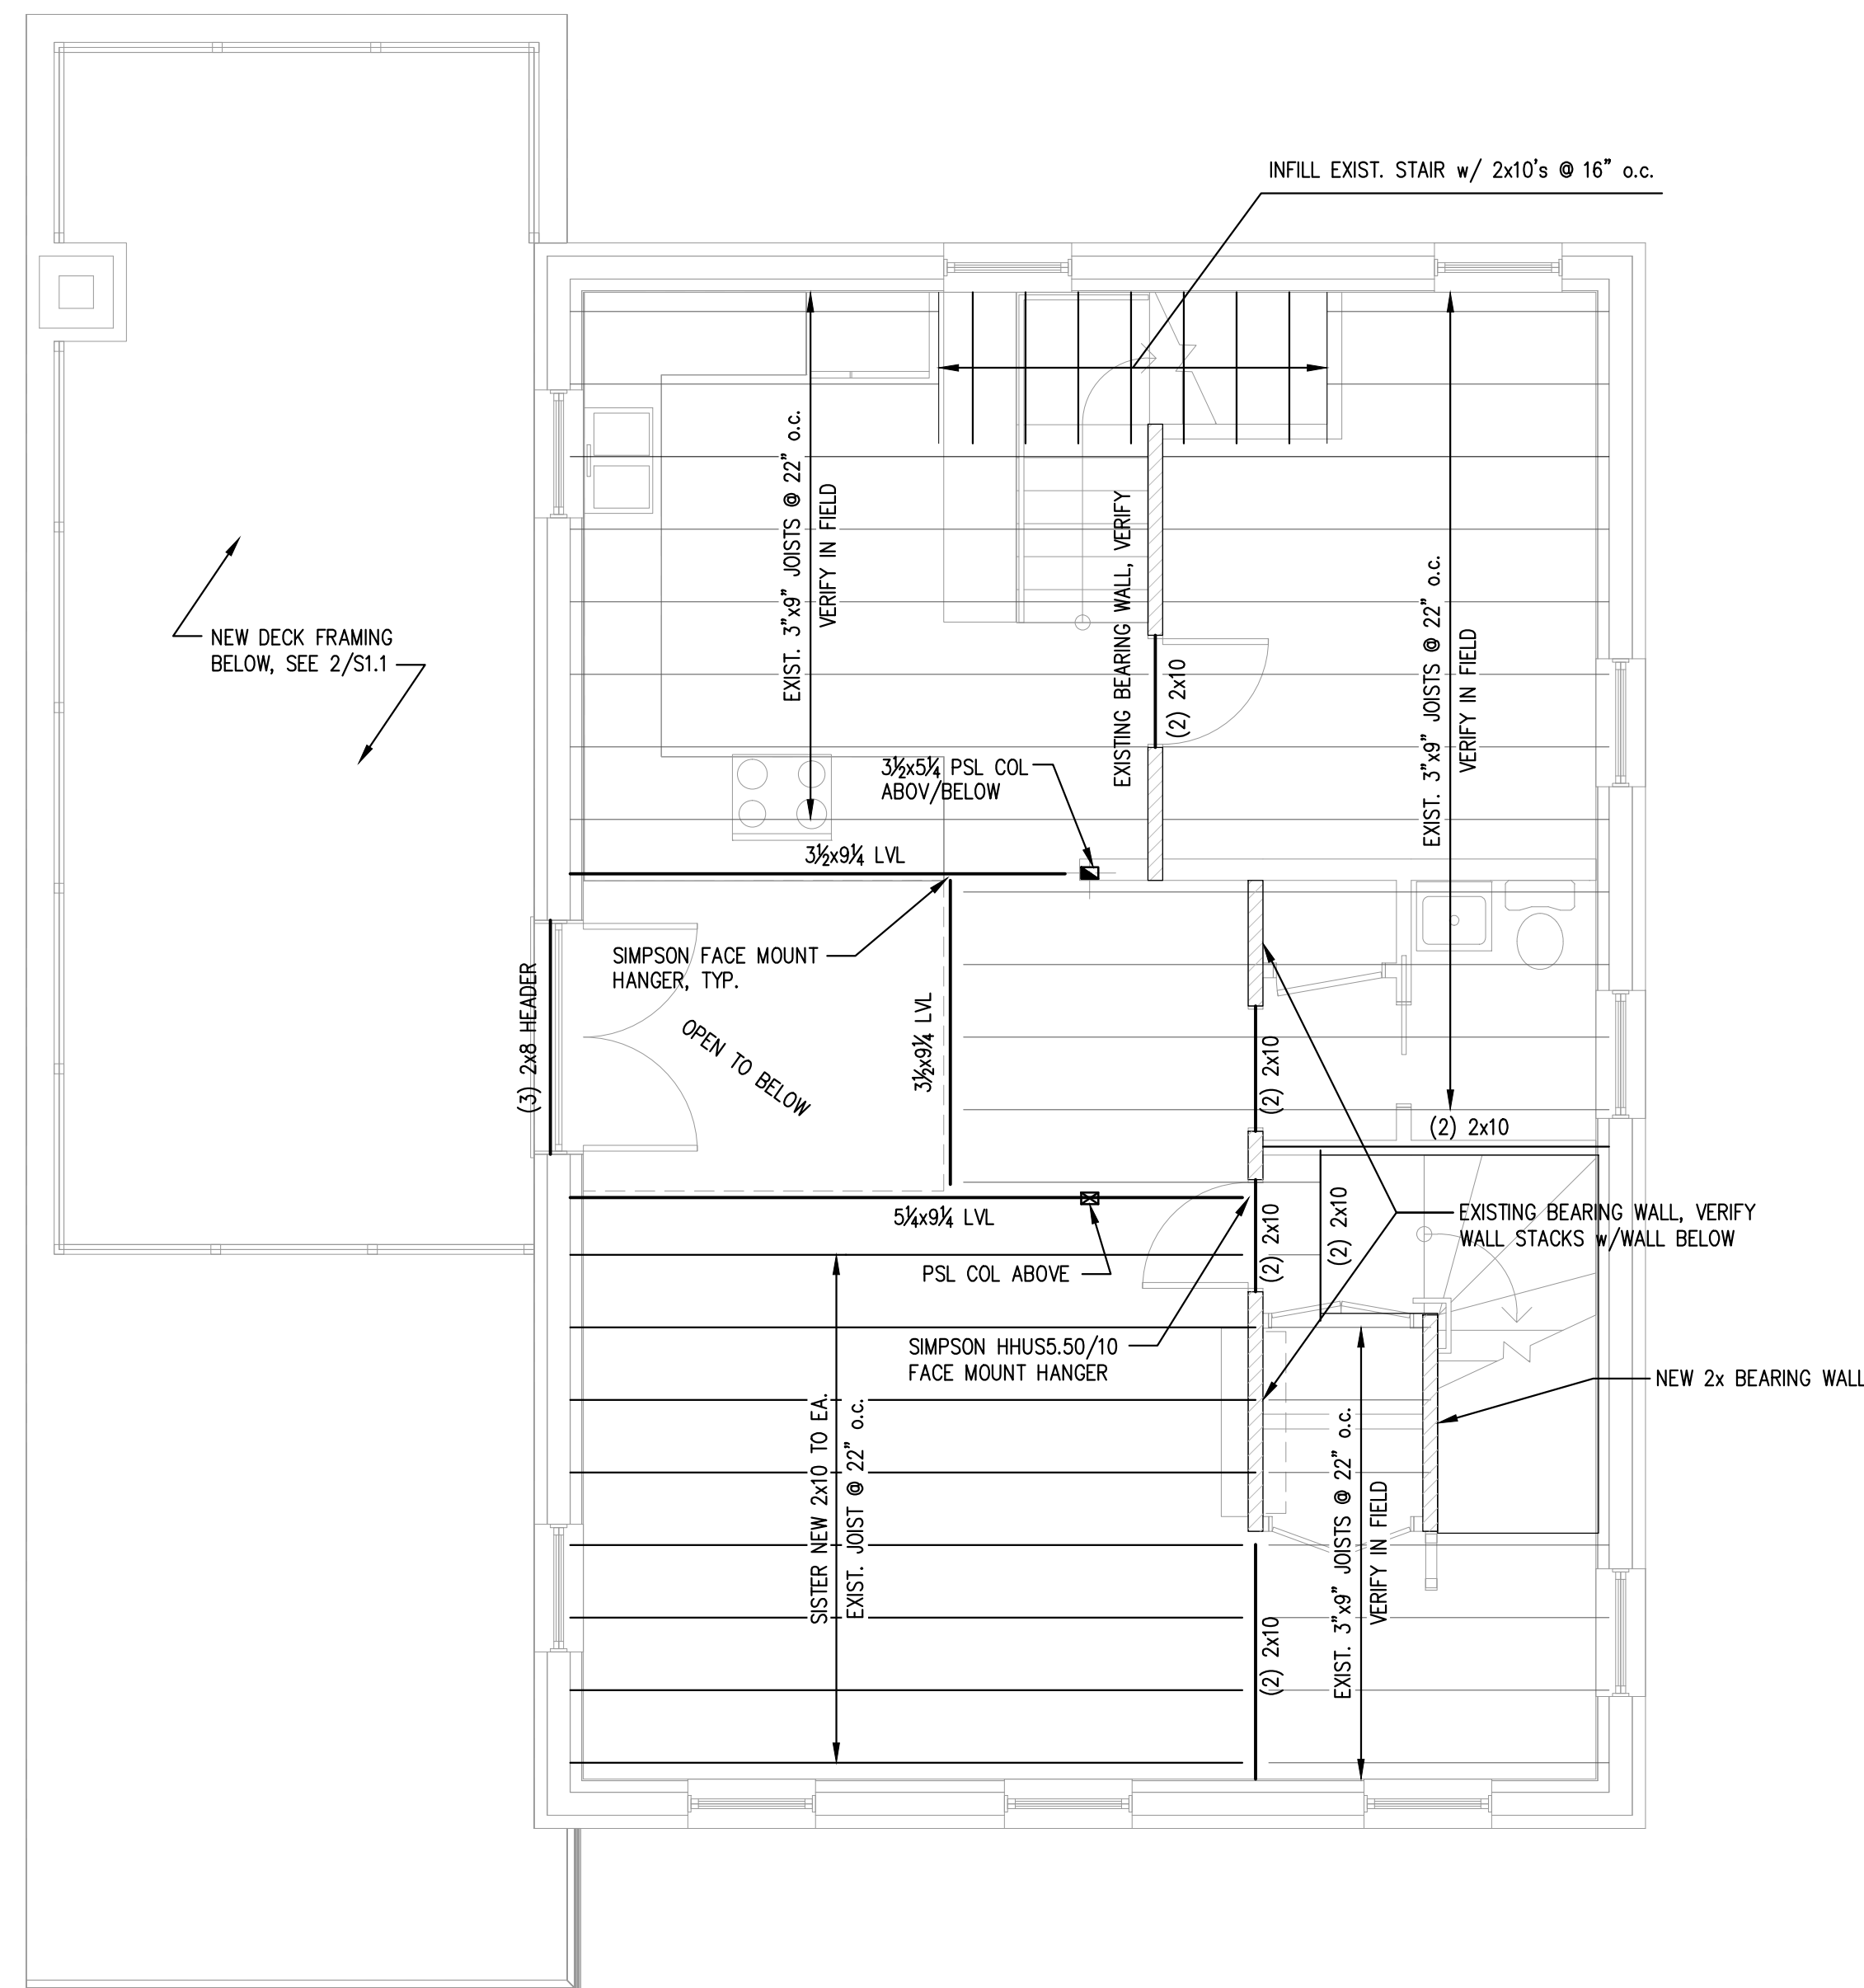 INFILL EXIST. STAIR w/ 2x10's @ 16" o.c.
EXIST. 3"x9" JOISTS @ 22" o.c.
VERIFY IN FIELD
EXISTING BEARING WALL, VERIFY
(2) 2x10
EXIST. 3"x9" JOISTS @ 22" o.c.
VERIFY IN FIELD
NEW DECK FRAMING
BELOW, SEE 2/S1.1
3½x5¼ PSL COL
ABOV/BELOW
3½x9¼ LVL
SIMPSON FACE MOUNT
HANGER, TYP.
(3) 2x8 HEADER
OPEN TO BELOW
3½x9¼ LVL
(2) 2x10
(2) 2x10
(2) 2x10
(2) 2x10
5¼x9¼ LVL
EXISTING BEARING WALL, VERIFY
WALL STACKS w/WALL BELOW
PSL COL ABOVE
SIMPSON HHUS5.50/10
FACE MOUNT HANGER
NEW 2x BEARING WALL
SISTER NEW 2x10 TO EA.
EXIST. JOIST @ 22" o.c.
EXIST. 3"x9" JOISTS @ 22" o.c.
VERIFY IN FIELD
(2) 2x10